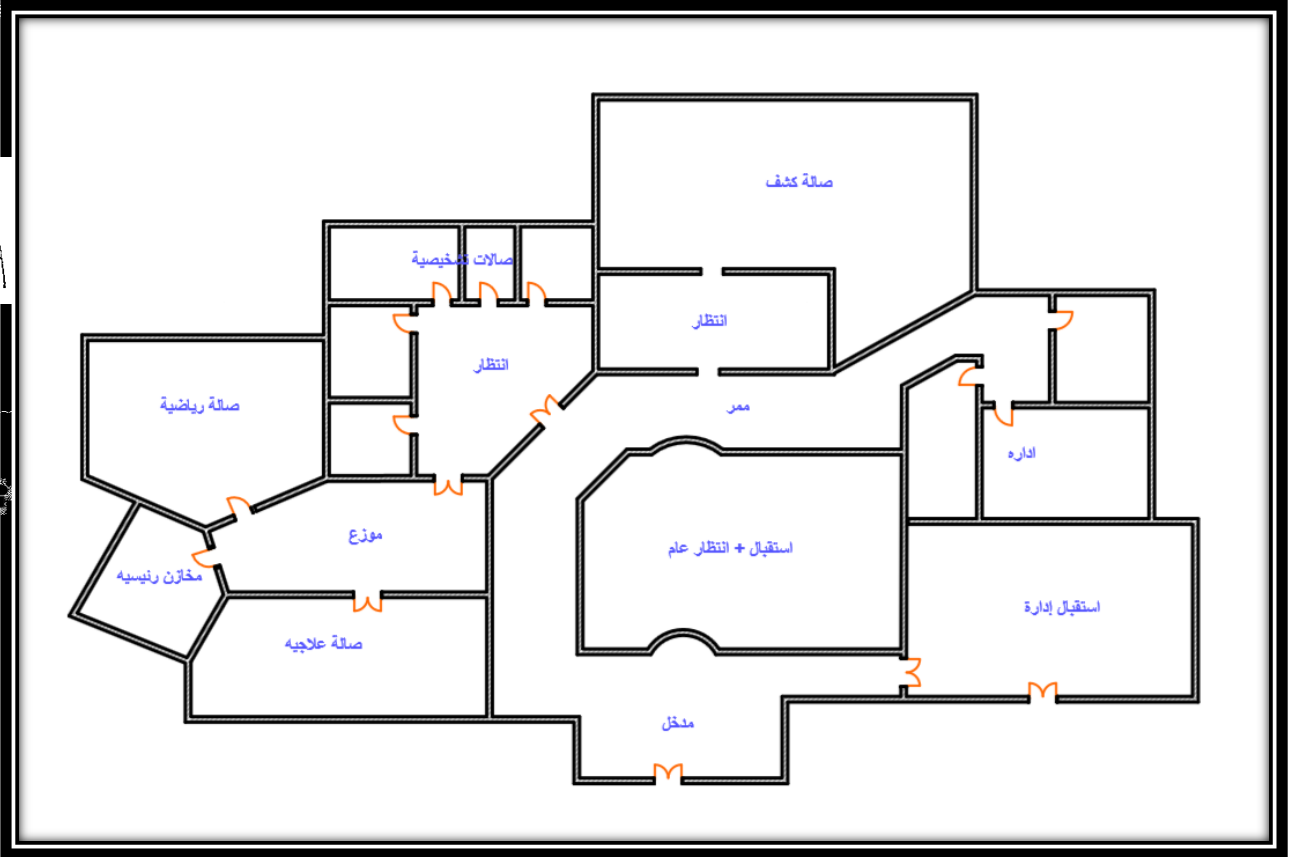 صالة كشف
صالات تشخيصية
انتظار
انتظار
صالة رياضية
ممر
اداره
موزع
استقبال + انتظار عام
مخازن رئيسيه
استقبال إدارة
صالة علاجيه
مدخل